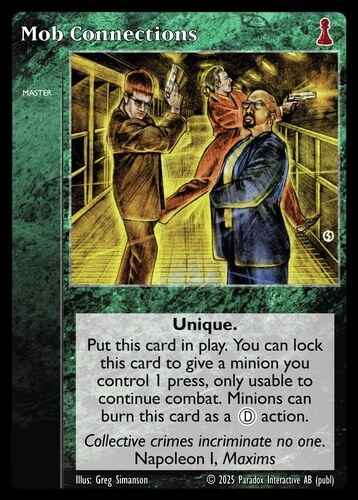 Mob Connections
MASTER
Unique.
Put this card in play. You can lock
this card to give a minion you
control 1 press, only usable to
continue combat. Minions can
burn this card as a Ⓓ action.
Collective crimes incriminate no one.
Napoleon I, Maxims
Illus: Greg Simanson © 2025 Paradox Interactive AB (publ)